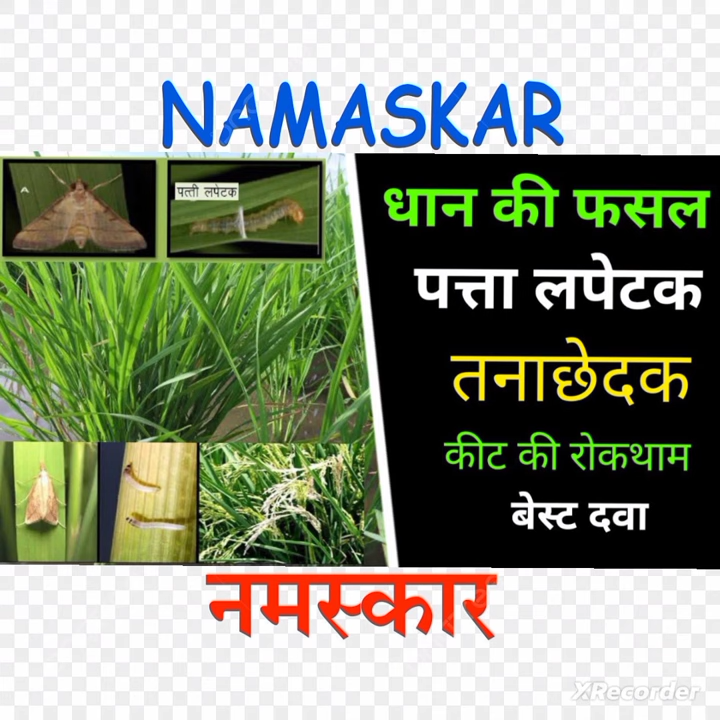 NAMASKAR
A
पत्ती लपेटक
धान की फसल
पत्ता लपेटक
तनाछेदक
कीट की रोकथाम
बेस्ट दवा
नमस्कार
XRecorder